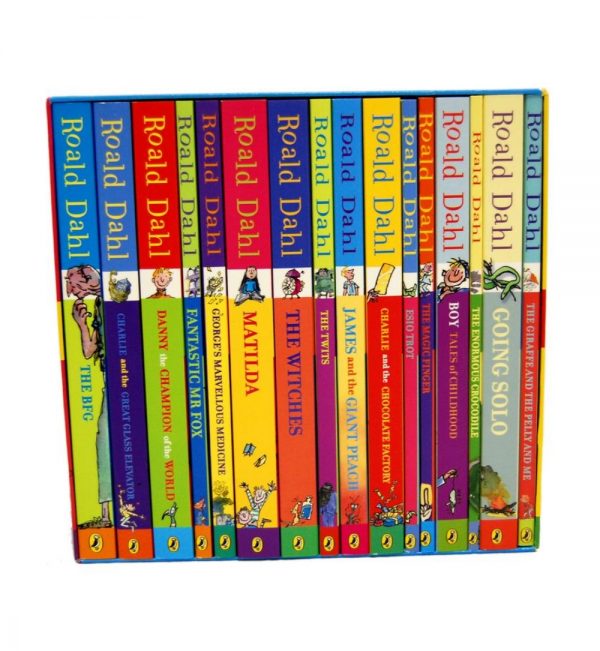 Roald Dahl
THE BFG
Roald Dahl
CHARLIE and the GREAT GLASS ELEVATOR
Roald Dahl
DANNY the CHAMPION of the WORLD
Roald Dahl
FANTASTIC MR FOX
Roald Dahl
GEORGE'S MARVELLOUS MEDICINE
Roald Dahl
MATILDA
Roald Dahl
THE WITCHES
Roald Dahl
THE TWITS
Roald Dahl
JAMES and the GIANT PEACH
Roald Dahl
CHARLIE and the CHOCOLATE FACTORY
Roald Dahl
ESIO TROT
Roald Dahl
THE MAGIC FINGER
Roald Dahl
BOY TALES of CHILDHOOD
Roald Dahl
THE ENORMOUS CROCODILE
Roald Dahl
GOING SOLO
Roald Dahl
THE GIRAFFE AND THE PELLY AND ME